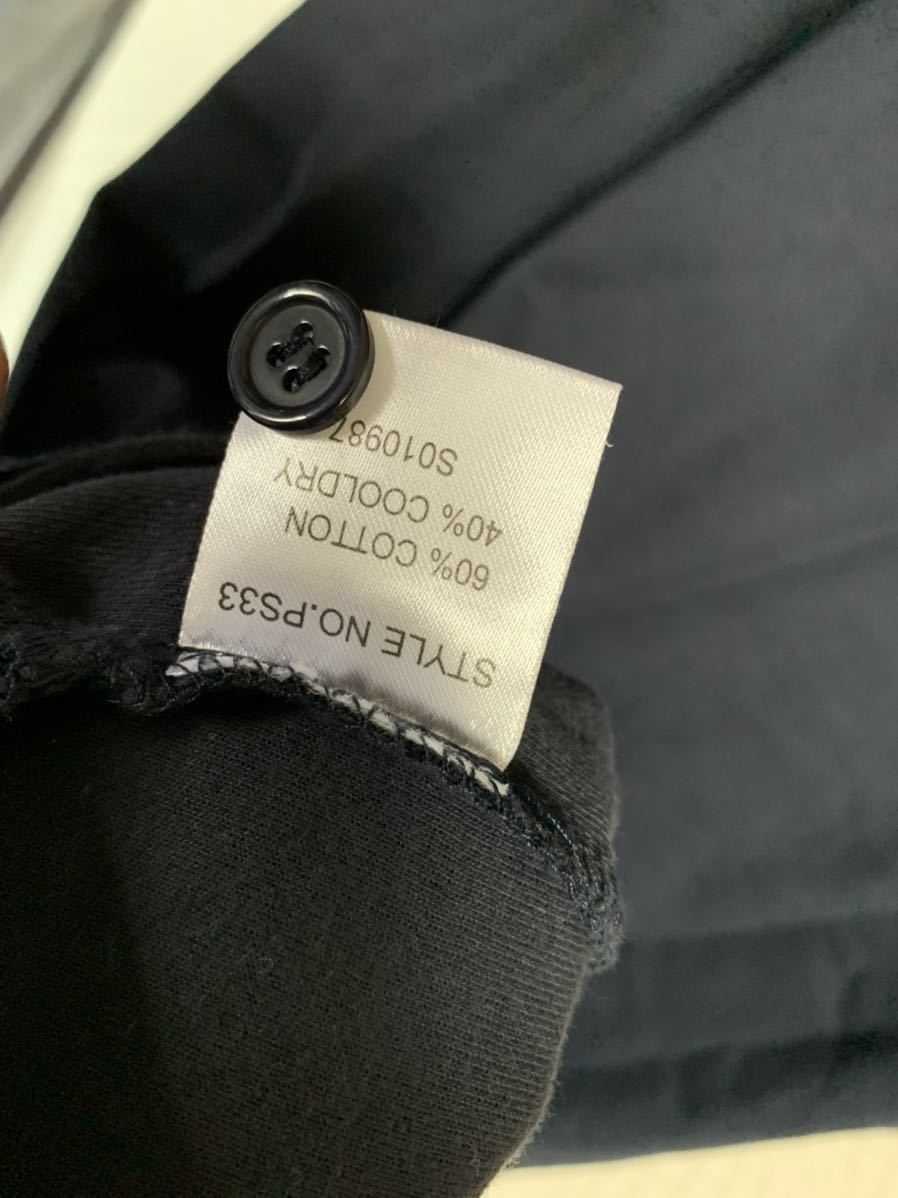 STYLE NO.PS33
60% COTTON
40% COOLDRY
S010987